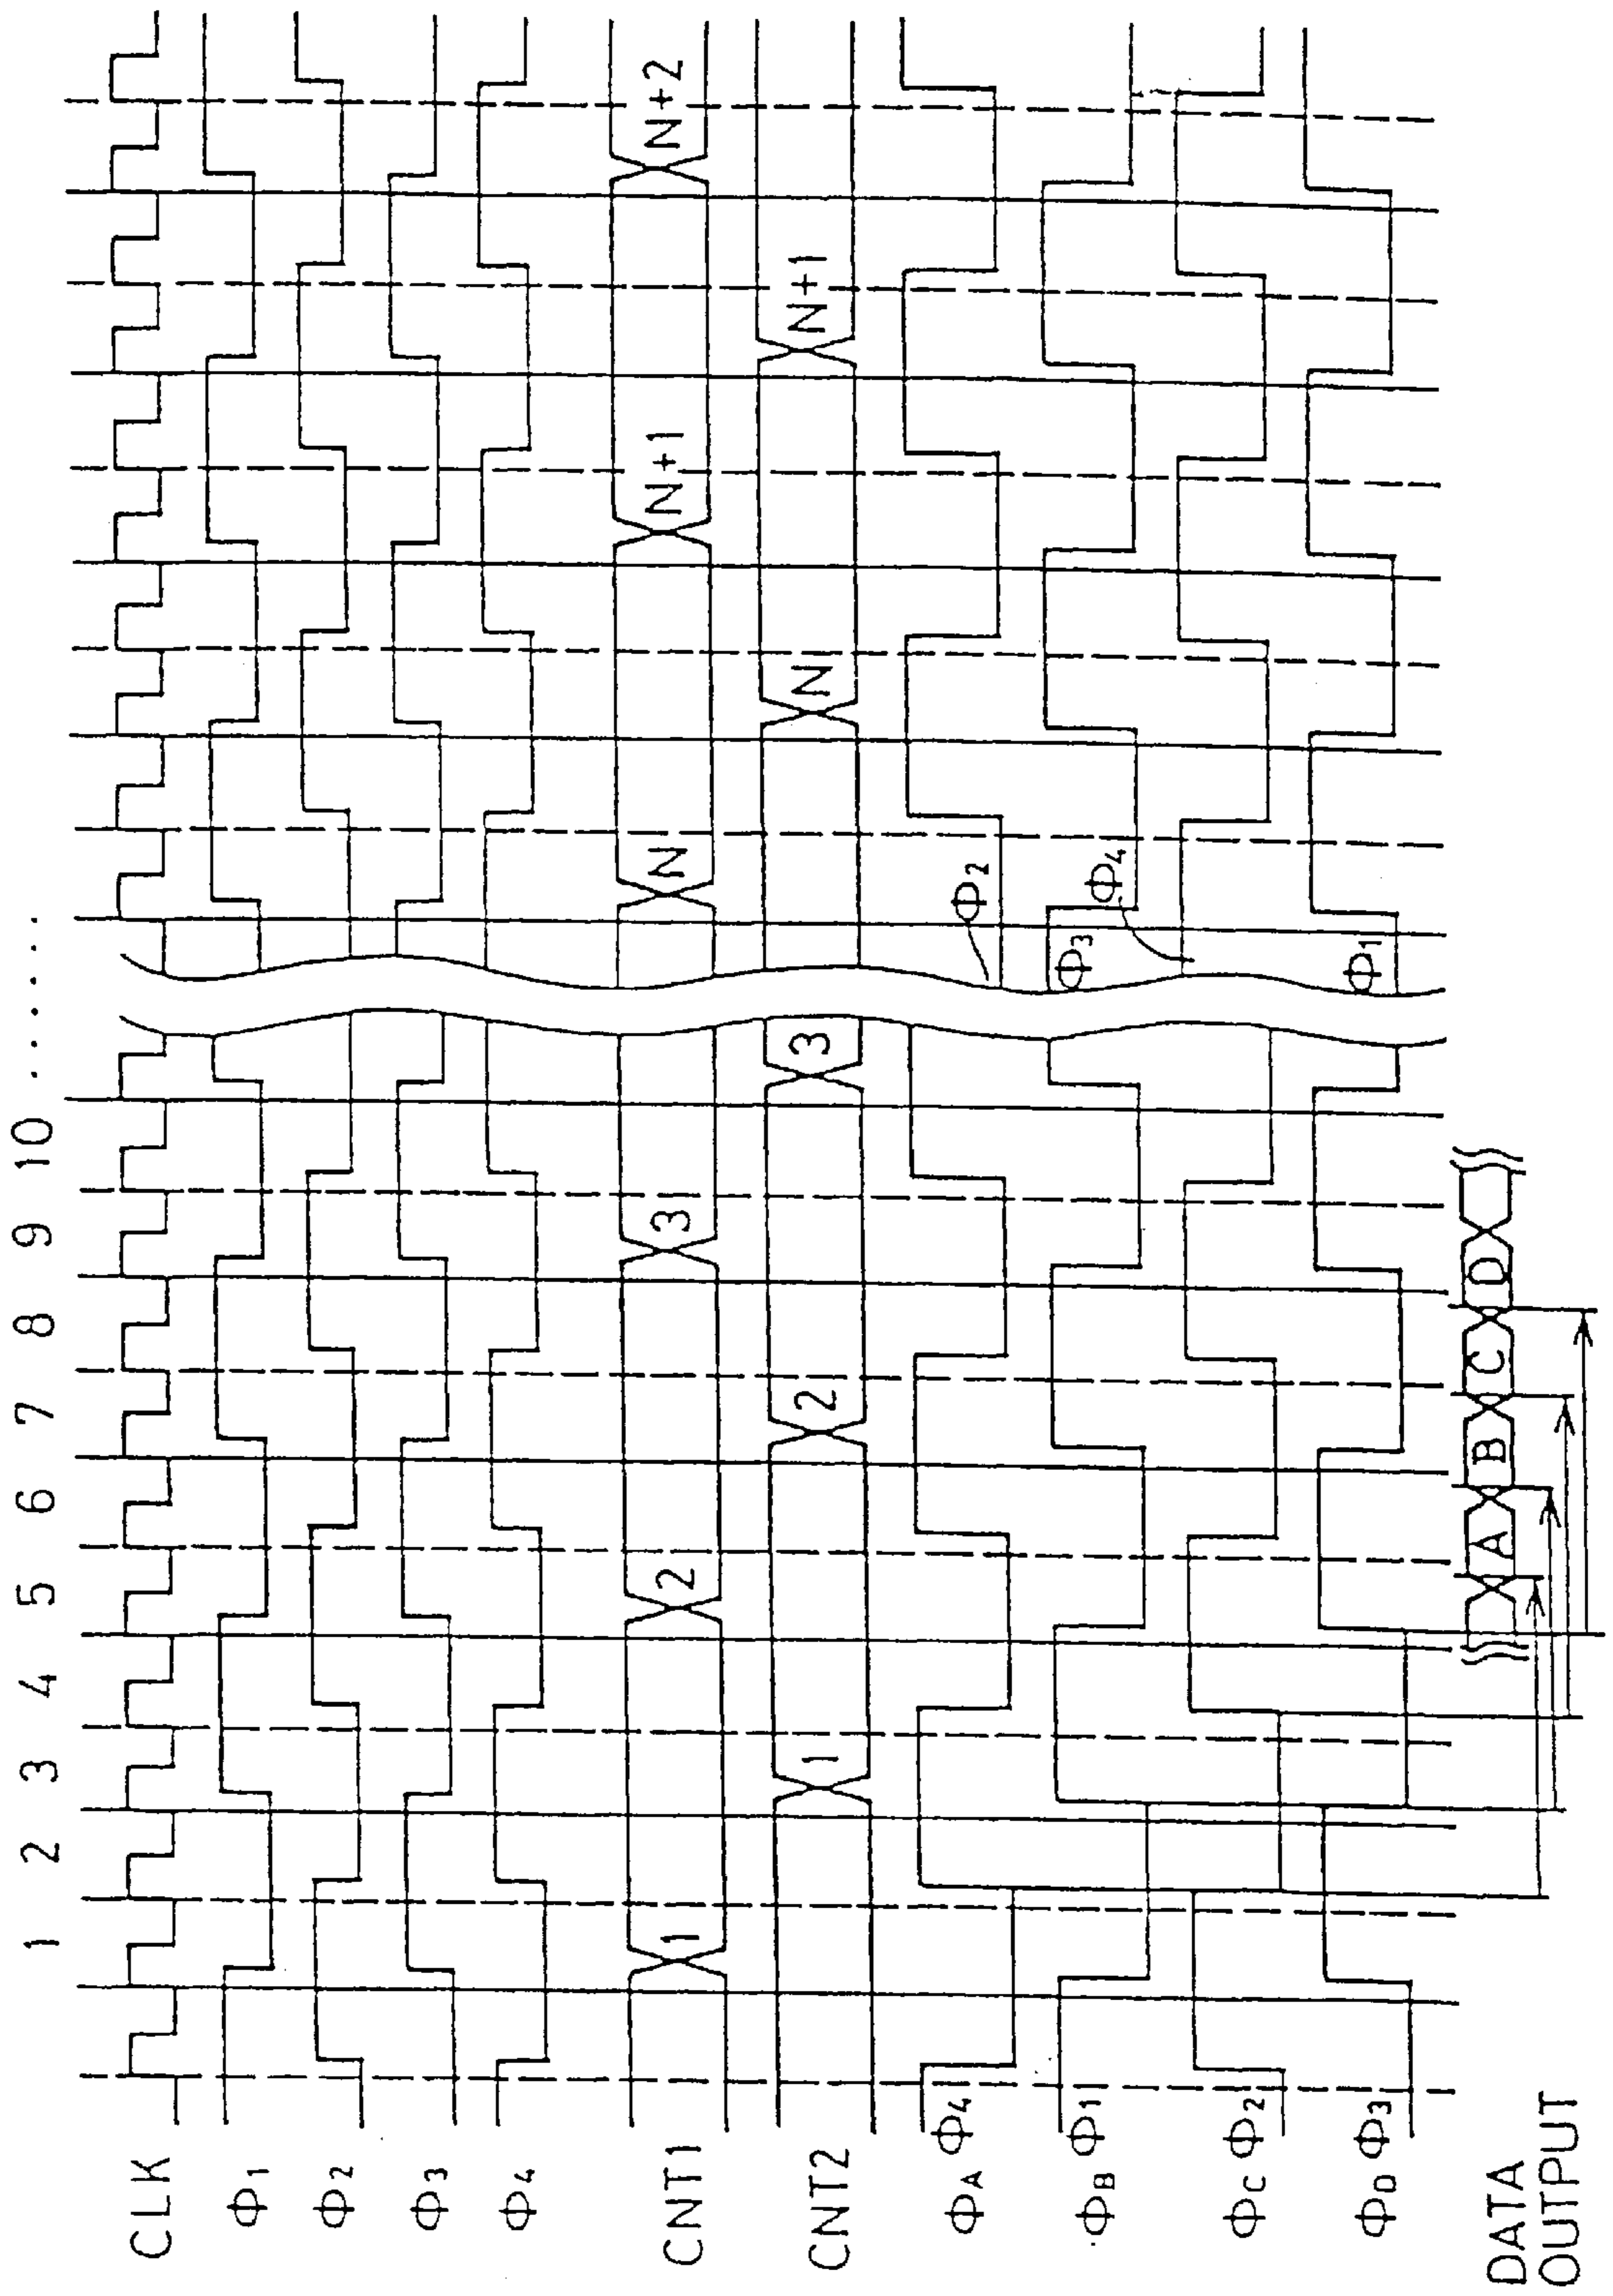 1 2 3 4 5 6 7 8 9 10 .......
CLK
Φ1
Φ2
Φ3
Φ4
CNT1 1 2 3 N N+1 N+2
CNT2 1 2 3 N N+1
ΦA Φ4 Φ2
ΦB Φ1 Φ3
ΦC Φ2 Φ4
ΦD Φ3 Φ1
DATA
OUTPUT
A B C D